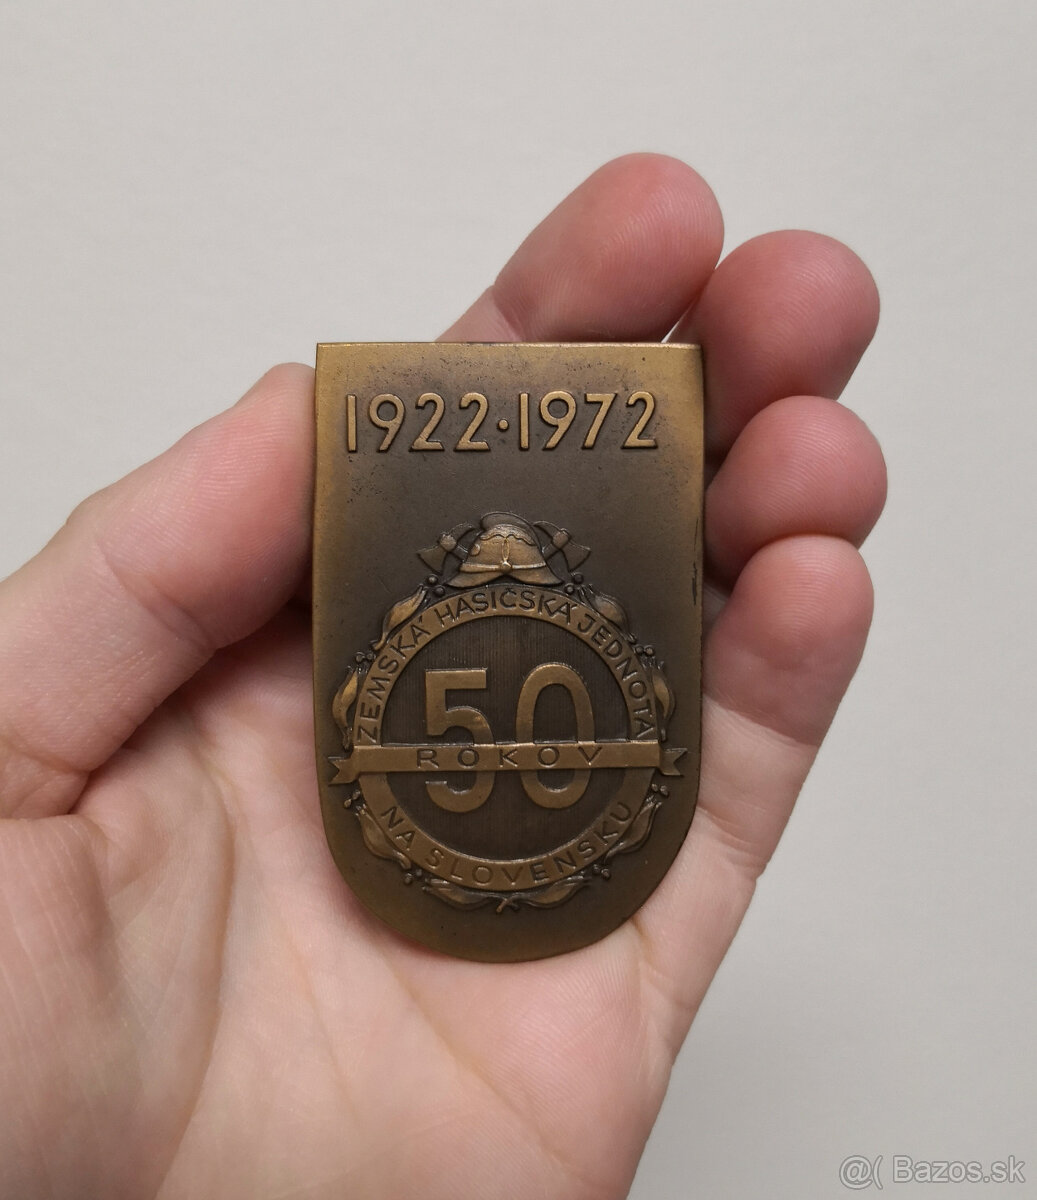 1922·1972
ZEMSKÁ HASIČSKÁ JEDNOTA
50
ROKOV
NA SLOVENSKU
@( Bazos.sk